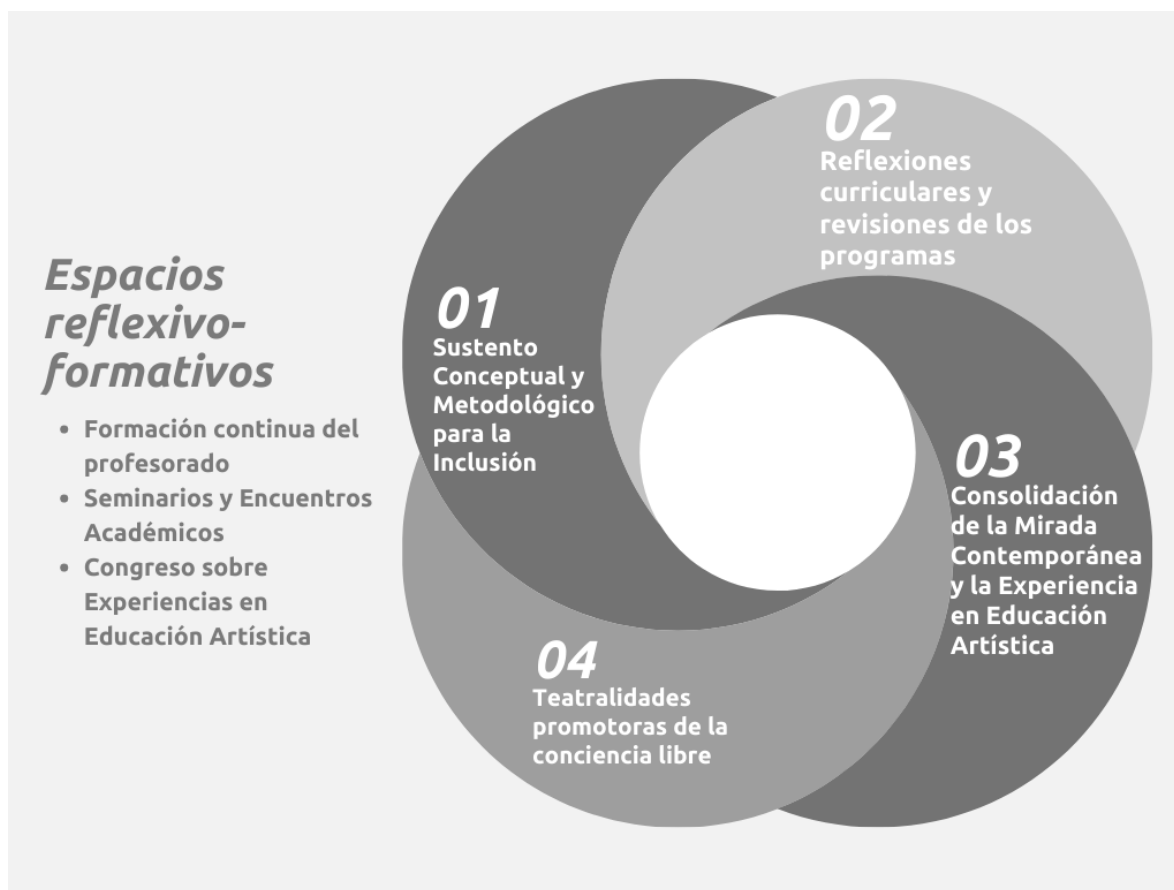 Espacios
reflexivo-
formativos
• Formación continua del
profesorado
• Seminarios y Encuentros
Académicos
• Congreso sobre
Experiencias en
Educación Artística
01
Sustento
Conceptual y
Metodológico
para la
Inclusión
02
Reflexiones
curriculares y
revisiones de los
programas
03
Consolidación
de la Mirada
Contemporánea
y la Experiencia
en Educación
Artística
04
Teatralidades
promotoras de la
conciencia libre